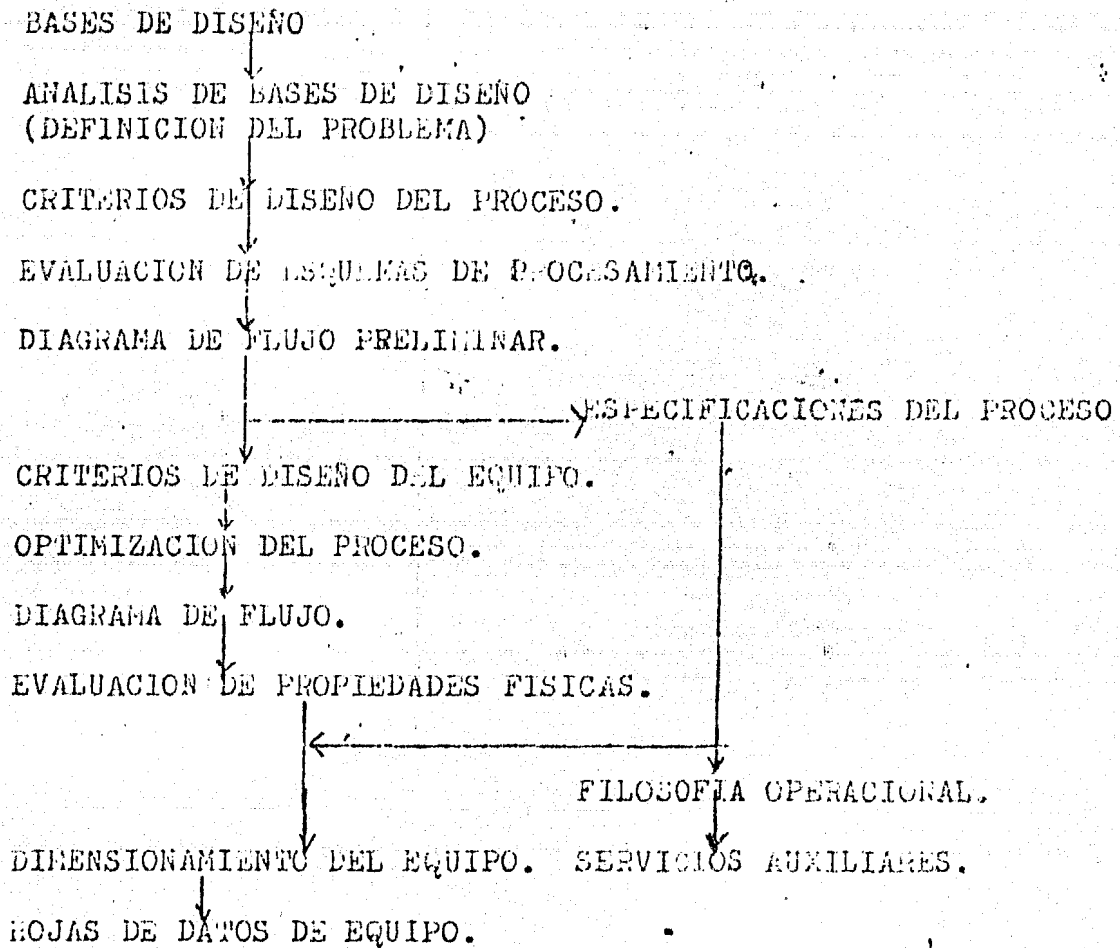 BASES DE DISEÑO
ANALISIS DE BASES DE DISEÑO
(DEFINICION DEL PROBLEMA)
CRITERIOS DE DISEÑO DEL PROCESO.
EVALUACION DE ESQUEMAS DE PROCESAMIENTO.
DIAGRAMA DE FLUJO PRELIMINAR.
ESPECIFICACIONES DEL PROCESO
CRITERIOS DE DISEÑO DEL EQUIPO.
OPTIMIZACION DEL PROCESO.
DIAGRAMA DE FLUJO.
EVALUACION DE PROPIEDADES FISICAS.
FILOSOFIA OPERACIONAL.
DIMENSIONAMIENTO DEL EQUIPO. SERVICIOS AUXILIARES.
HOJAS DE DATOS DE EQUIPO.